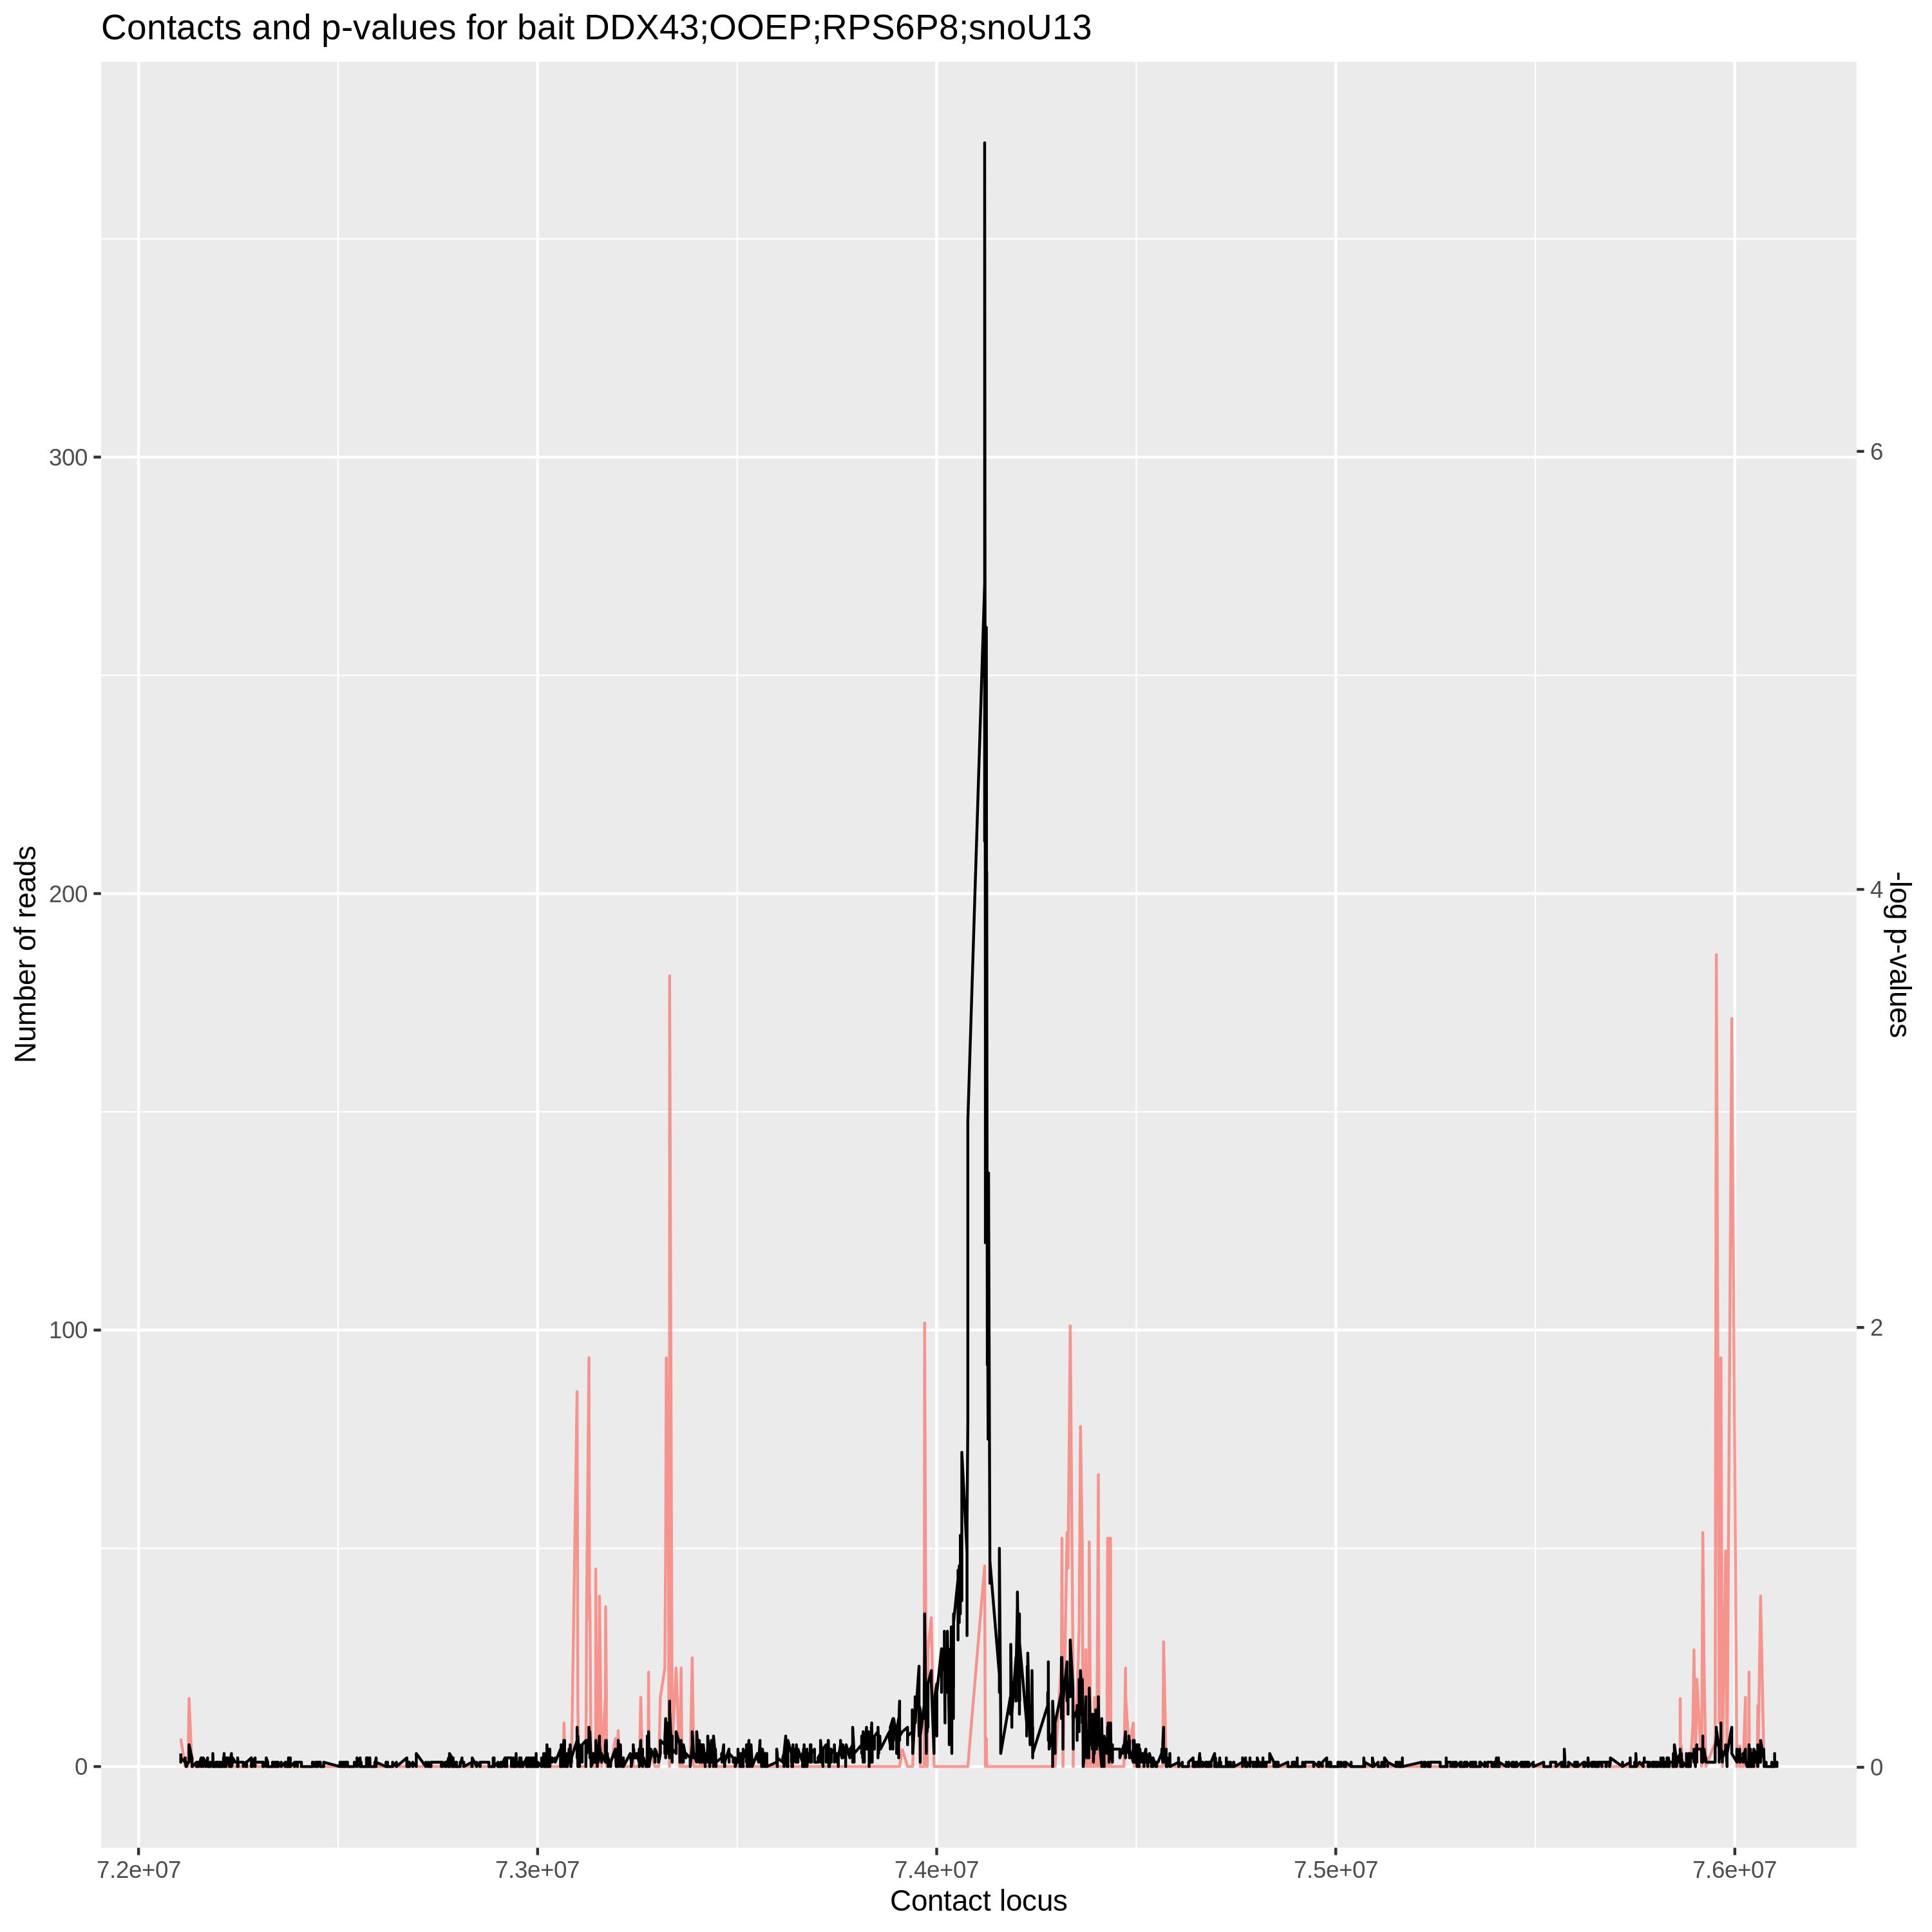 Contacts and p-values for bait DDX43;OOEP;RPS6P8;snoU13
Number of reads
300
200
100
0
6
4
2
0
-log p-values
7.2e+07
7.3e+07
7.4e+07
7.5e+07
7.6e+07
Contact locus